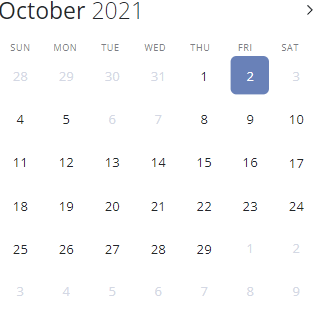 October 2021
SUN MON TUE WED THU FRI SAT
28 29 30 31 1 2 3
4 5 6 7 8 9 10
11 12 13 14 15 16 17
18 19 20 21 22 23 24
25 26 27 28 29 1 2
3 4 5 6 7 8 9